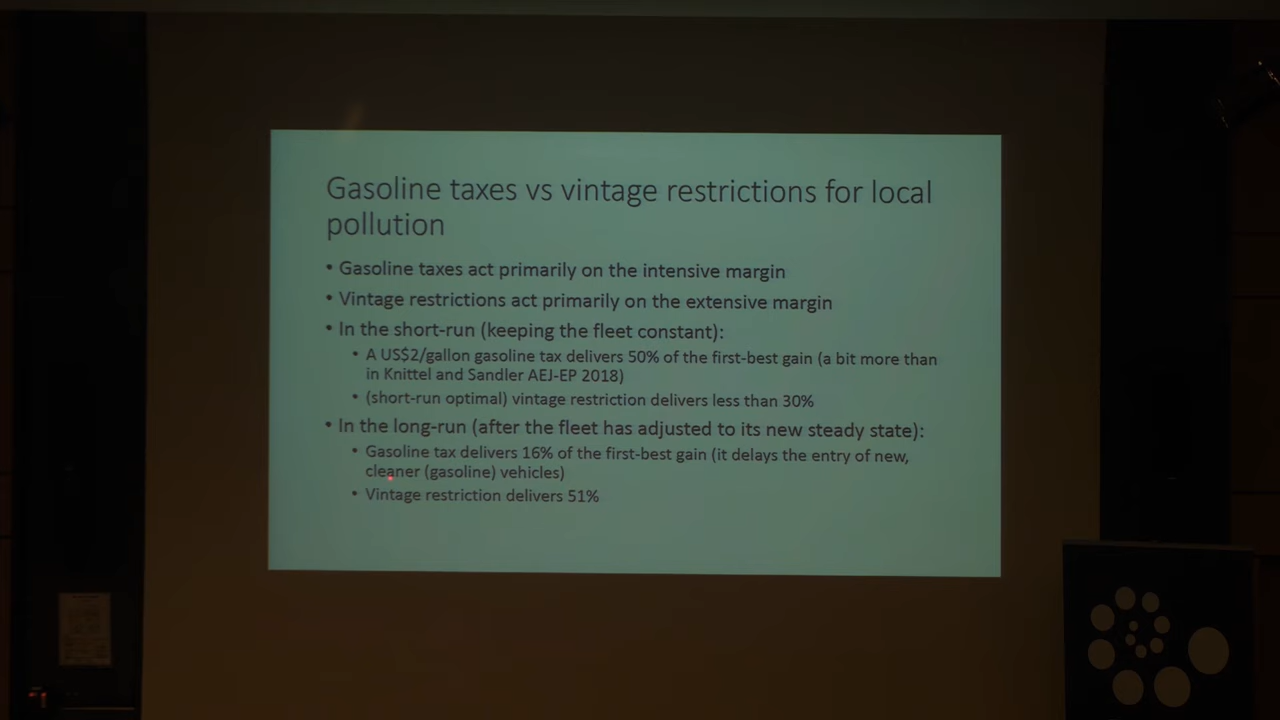 Gasoline taxes vs vintage restrictions for local
pollution
• Gasoline taxes act primarily on the intensive margin
• Vintage restrictions act primarily on the extensive margin
• In the short-run (keeping the fleet constant):
• A US$2/gallon gasoline tax delivers 50% of the first-best gain (a bit more than
in Knittel and Sandler AEJ-EP 2018)
• (short-run optimal) vintage restriction delivers less than 30%
• In the long-run (after the fleet has adjusted to its new steady state):
• Gasoline tax delivers 16% of the first-best gain (it delays the entry of new,
cleaner (gasoline) vehicles)
• Vintage restriction delivers 51%